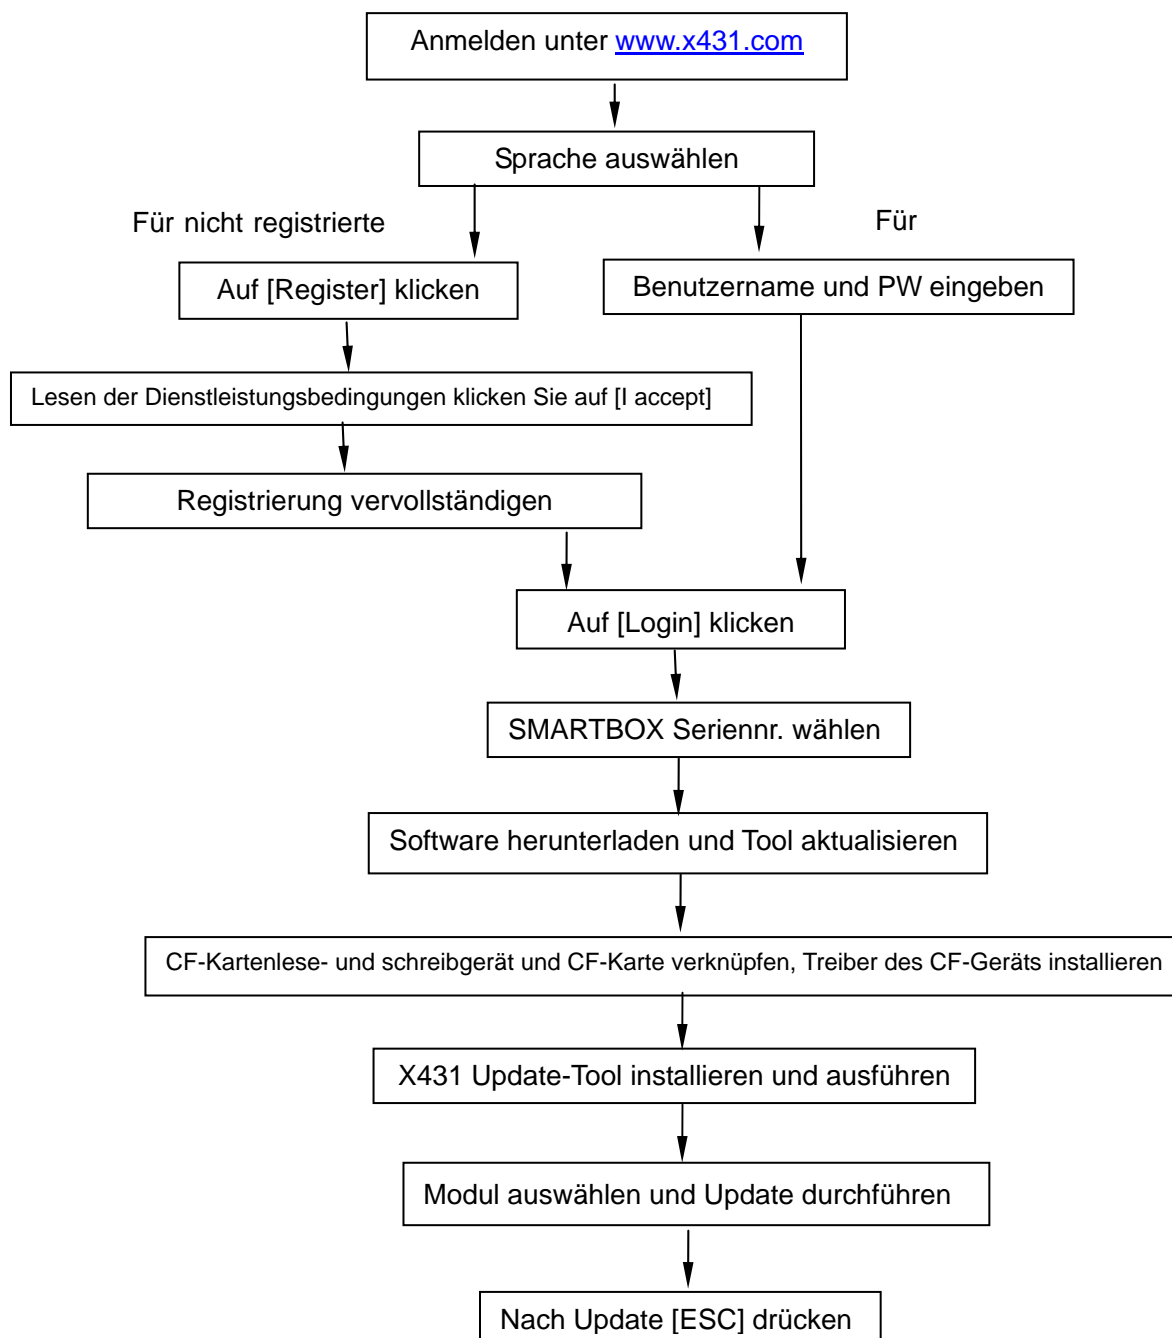 Anmelden unter www.x431.com
Sprache auswählen
Für nicht registrierte
Für
Auf [Register] klicken
Benutzername und PW eingeben
Lesen der Dienstleistungsbedingungen klicken Sie auf [I accept]
Registrierung vervollständigen
Auf [Login] klicken
SMARTBOX Seriennr. wählen
Software herunterladen und Tool aktualisieren
CF-Kartenlese- und schreibgerät und CF-Karte verknüpfen, Treiber des CF-Geräts installieren
X431 Update-Tool installieren und ausführen
Modul auswählen und Update durchführen
Nach Update [ESC] drücken